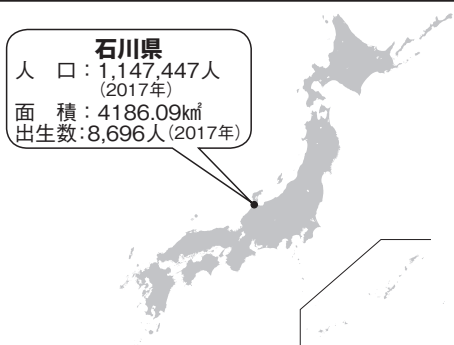 石川県
人　口：1,147,447人
（2017年）
面　積：4186.09㎢
出生数：8,696人（2017年）